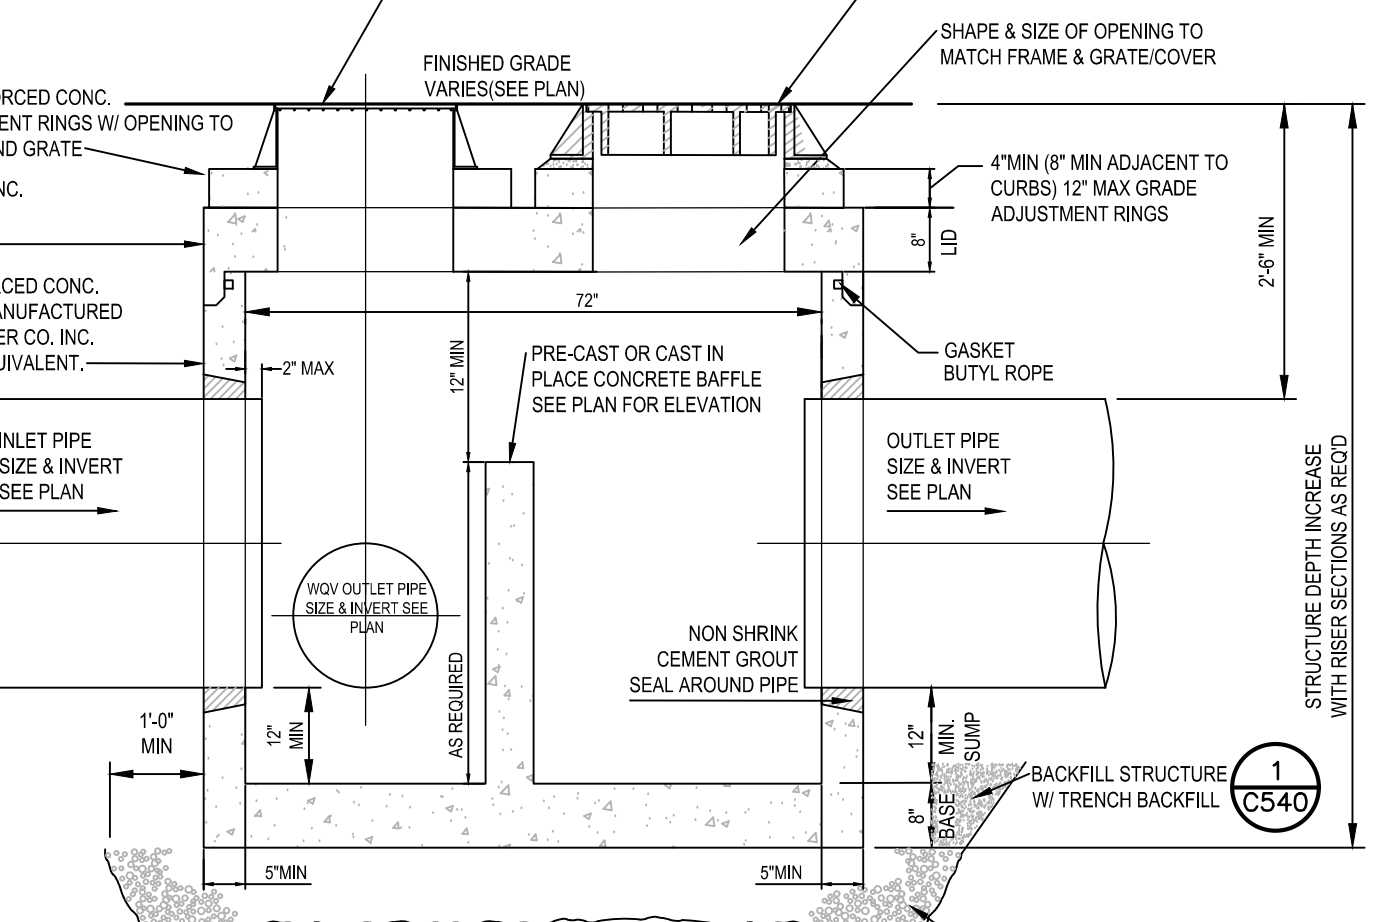 FINISHED GRADE
VARIES(SEE PLAN)
SHAPE & SIZE OF OPENING TO
MATCH FRAME & GRATE/COVER
ORCED CONC.
ENT RINGS W/ OPENING TO
ND GRATE
NC.
4"MIN (8" MIN ADJACENT TO
CURBS) 12" MAX GRADE
ADJUSTMENT RINGS
8"
LID
2'-6" MIN
ACED CONC.
ANUFACTURED
ER CO. INC.
UIVALENT.
72"
12" MIN
2" MAX
PRE-CAST OR CAST IN
PLACE CONCRETE BAFFLE
SEE PLAN FOR ELEVATION
GASKET
BUTYL ROPE
INLET PIPE
SIZE & INVERT
SEE PLAN
OUTLET PIPE
SIZE & INVERT
SEE PLAN
STRUCTURE DEPTH INCREASE
WITH RISER SECTIONS AS REQ'D
WQV OUTLET PIPE
SIZE & INVERT SEE
PLAN
NON SHRINK
CEMENT GROUT
SEAL AROUND PIPE
AS REQUIRED
1'-0"
MIN
12"
MIN
12"
MIN.
SUMP
8"
BASE
BACKFILL STRUCTURE
W/ TRENCH BACKFILL
1
C540
5"MIN
5"MIN